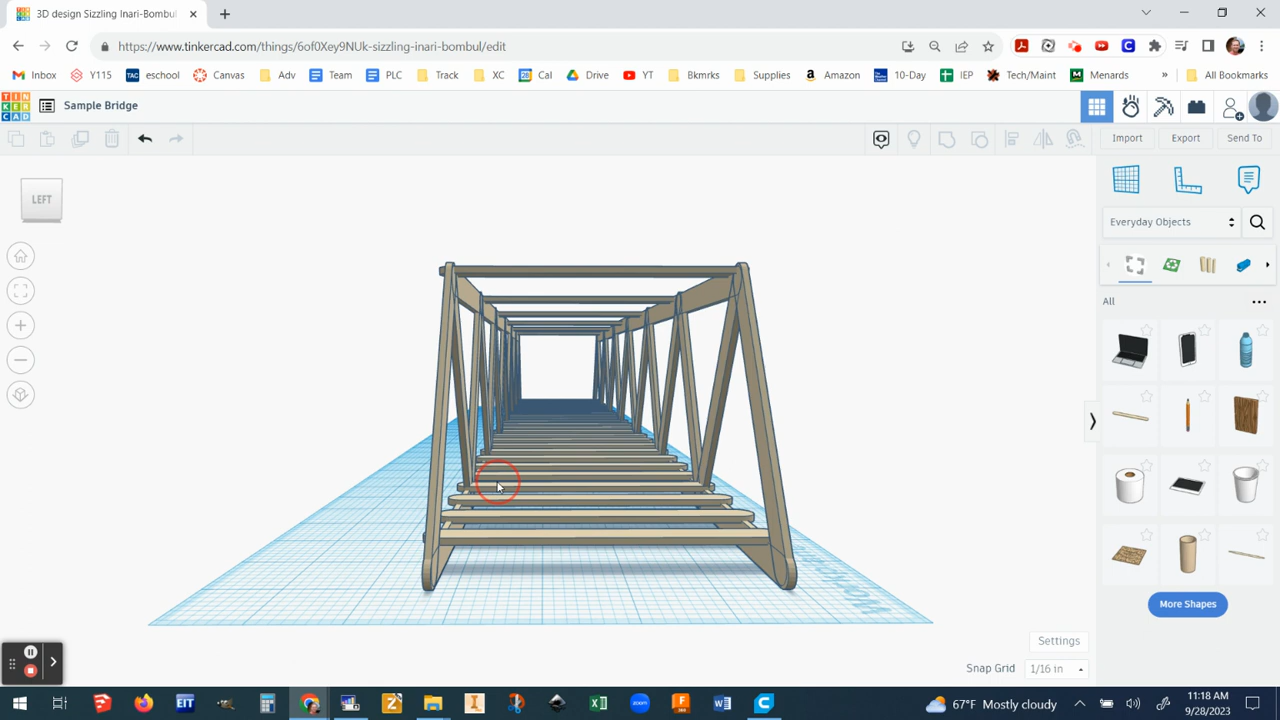 3D design Sizzling Inari-Bombul
https://www.tinkercad.com/things/6of0Xey9NUk-sizzling-inari-bombul/edit
Inbox Y115 eschool Canvas Adv Team PLC Track XC Cal Drive YT Bkmrks Supplies Amazon 10-Day IEP Tech/Maint Menards » All Bookmarks
TIN
KER
CAD
Sample Bridge
Import Export Send To
LEFT
Everyday Objects
All
More Shapes
Settings
Snap Grid 1/16 in
67°F Mostly cloudy
11:18 AM
9/28/2023